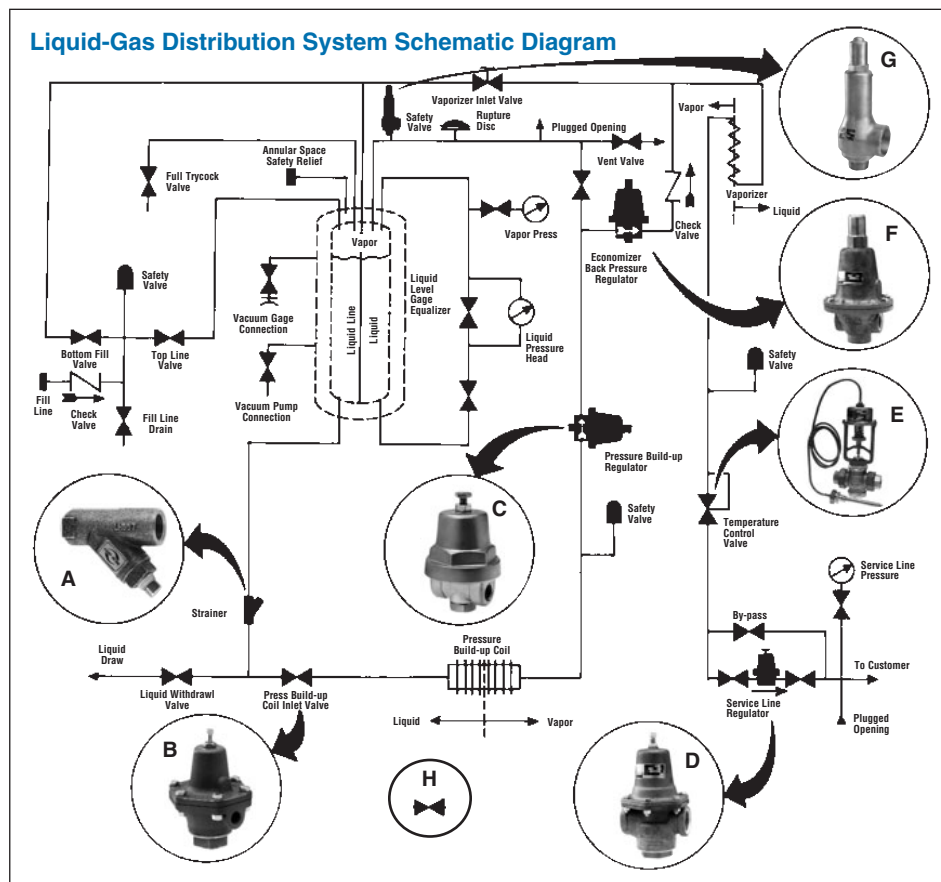 Liquid-Gas Distribution System Schematic Diagram
G
Vaporizer Inlet Valve
Safety
Valve
Rupture
Disc
Plugged Opening
Vapor
Annular Space
Safety Relief
Vent Valve
Full Trycock
Valve
Vaporizer
Liquid
Check
Valve
Vapor
Vapor Press
F
Economizer
Back Pressure
Regulator
Safety
Valve
Liquid
Level
Gage
Equalizer
Vacuum Gage
Connection
Liquid Line
Liquid
Liquid
Pressure
Head
Bottom Fill
Valve
Top Line
Valve
Safety
Valve
Fill
Line
Check
Valve
Fill Line
Drain
Vacuum Pump
Connection
E
Pressure Build-up
Regulator
C
Safety
Valve
Temperature
Control
Valve
A
Service Line
Pressure
Strainer
By-pass
Liquid
Draw
Pressure
Build-up Coil
To Customer
Liquid Withdrawl
Valve
Press Build-up
Coil Inlet Valve
Service Line
Regulator
Liquid
Vapor
Plugged
Opening
B
H
D